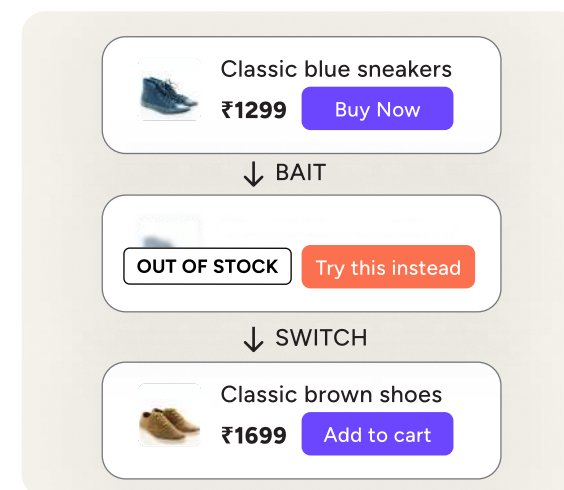 Classic blue sneakers
₹1299 Buy Now
↓ BAIT
OUT OF STOCK Try this instead
↓ SWITCH
Classic brown shoes
₹1699 Add to cart